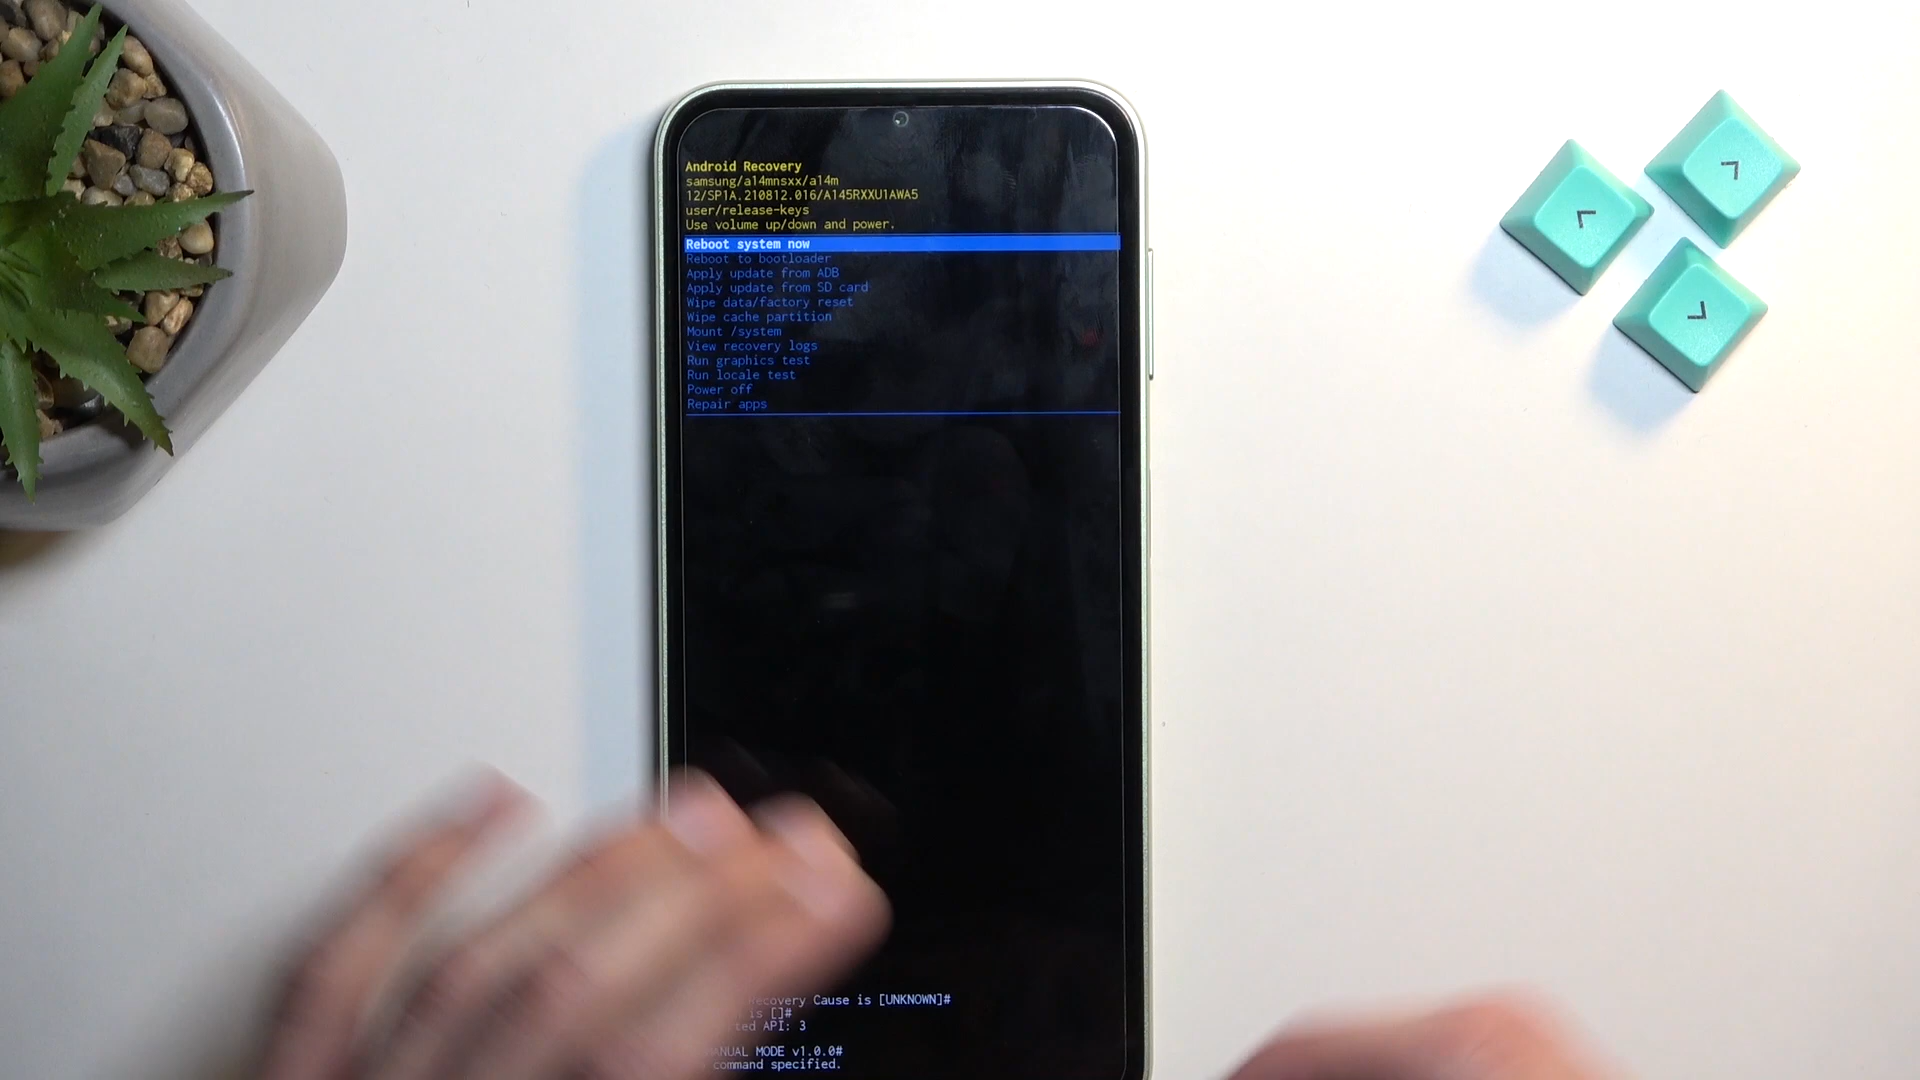 Android Recovery
samsung/a14mnsxx/a14m
12/SP1A.210812.016/A145RXXU1AWA5
user/release-keys
Use volume up/down and power.
Reboot system now
Reboot to bootloader
Apply update from ADB
Apply update from SD card
Wipe data/factory reset
Wipe cache partition
Mount /system
View recovery logs
Run graphics test
Run locale test
Power off
Repair apps
Cause is [UNKNOWN]#
is []#
API: 3
MODE v1.0.0#
command specified.